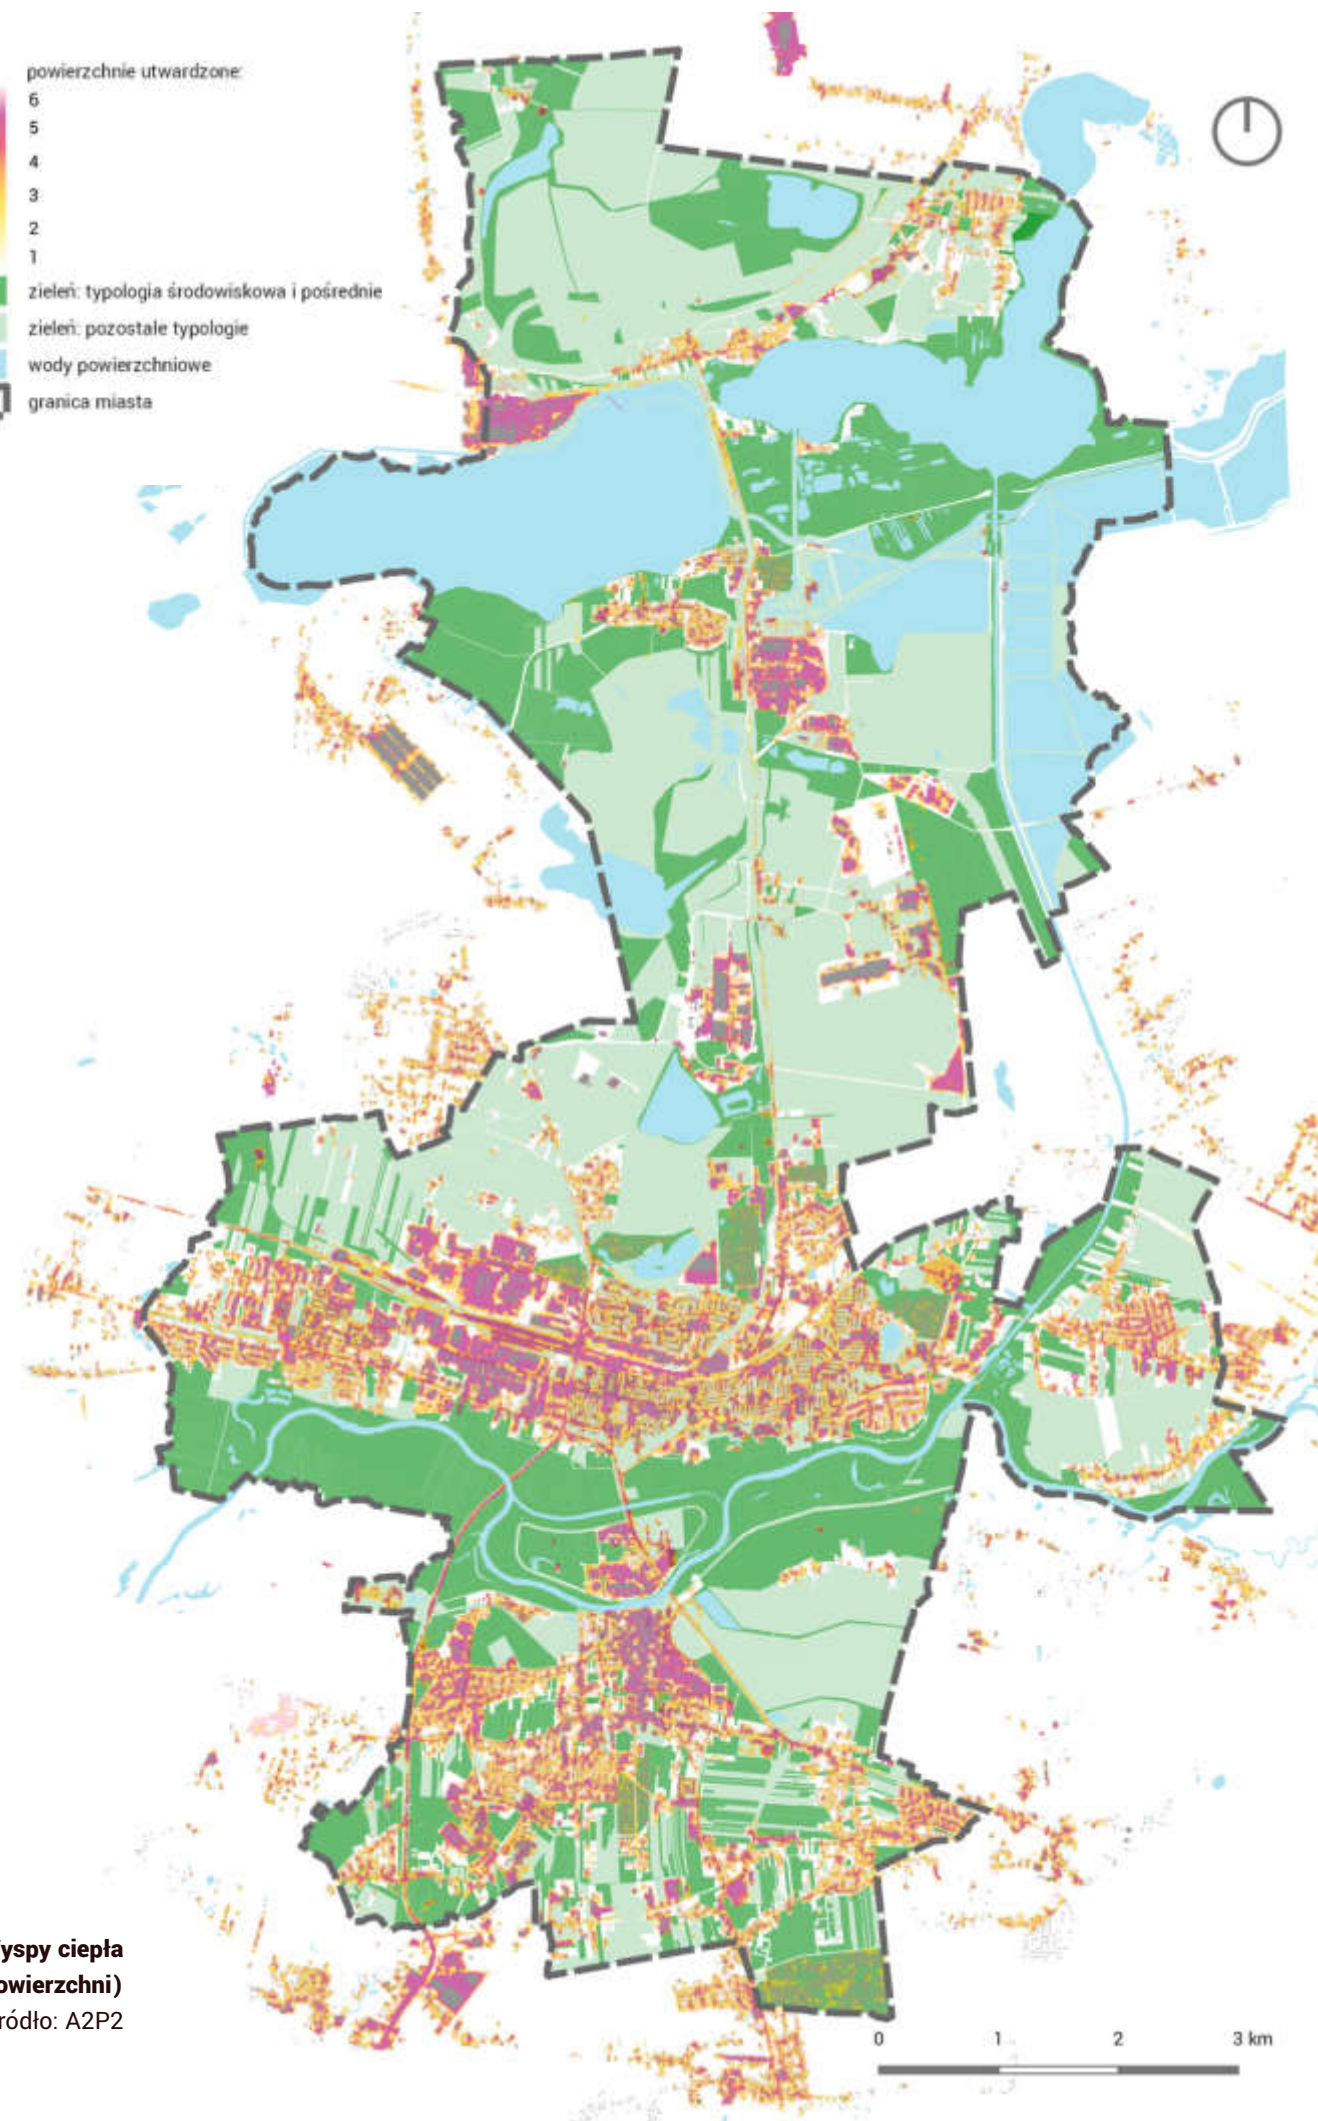 powierzchnie utwardzone:
6
5
4
3
2
1
zieleń: typologia środowiskowa i pośrednie
zieleń: pozostałe typologie
wody powierzchniowe
granica miasta
yspy ciepła
owierzchni)
ródło: A2P2
0 1 2 3 km